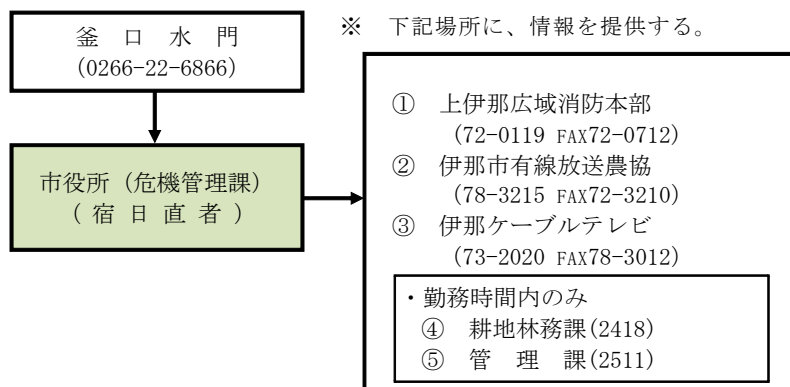 釜　口　水　門
(0266-22-6866)
※　下記場所に、情報を提供する。
市役所（危機管理課）
（ 宿 日 直 者 ）
①　上伊那広域消防本部
(72-0119 FAX72-0712)
②　伊那市有線放送農協
(78-3215 FAX72-3210)
③　伊那ケーブルテレビ
(73-2020 FAX78-3012)
・勤務時間内のみ
④　耕地林務課(2418)
⑤　管　理　課(2511)